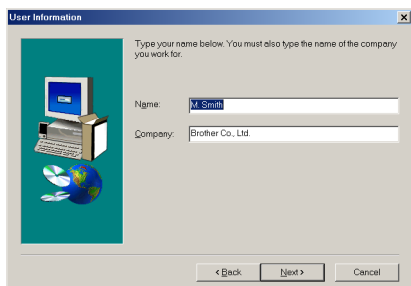 User Information
Type your name below. You must also type the name of the company
you work for.
Name: M. Smith
Company: Brother Co., Ltd.
< Back Next > Cancel